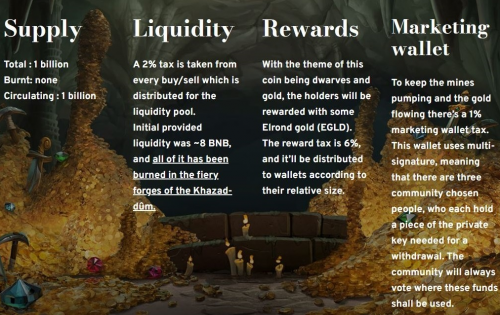 Supply
Total : 1 billion
Burnt: none
Circulating : 1 billion
Liquidity
A 2% tax is taken from
every buy/sell which is
distributed for the
liquidity pool.
Initial provided
liquidity was ~8 BNB,
and all of it has been
burned in the fiery
forges of the Khazad-
dûm.
Rewards
With the theme of this
coin being dwarves and
gold, the holders will be
rewarded with some
Elrond gold (EGLD).
The reward tax is 6%,
and it'll be distributed
to wallets according to
their relative size.
Marketing
wallet
To keep the mines
pumping and the gold
flowing there's a 1%
marketing wallet tax.
This wallet uses multi-
signature, meaning
that there are three
community chosen
people, who each hold
a piece of the private
key needed for a
withdrawal. The
community will always
vote where these funds
shall be used.